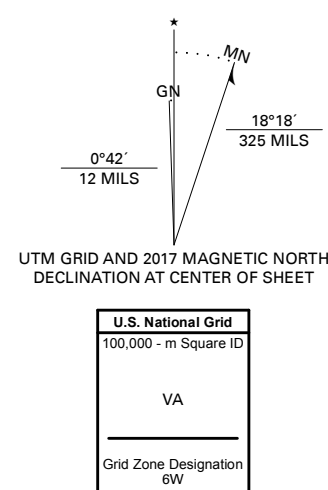 ★
MN
GN
18°18´
325 MILS
0°42´
12 MILS
UTM GRID AND 2017 MAGNETIC NORTH
DECLINATION AT CENTER OF SHEET
U.S. National Grid
100,000 - m Square ID
VA
Grid Zone Designation
6W